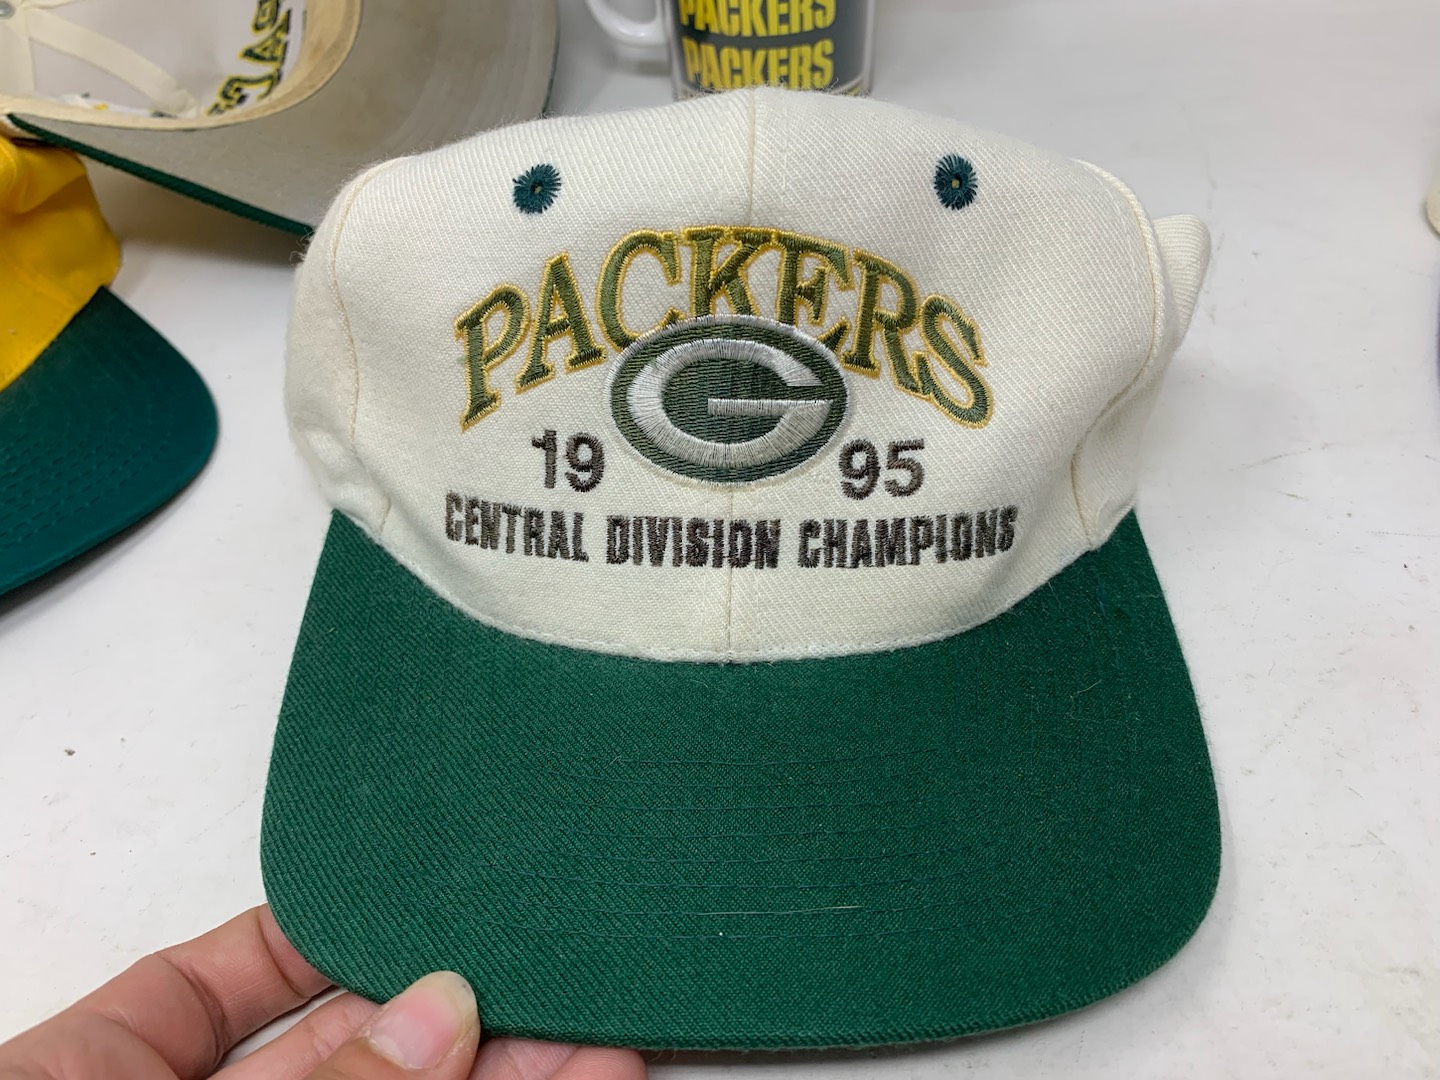 PACKERS
PACKERS
PACKERS
G
19 95
CENTRAL DIVISION CHAMPIONS